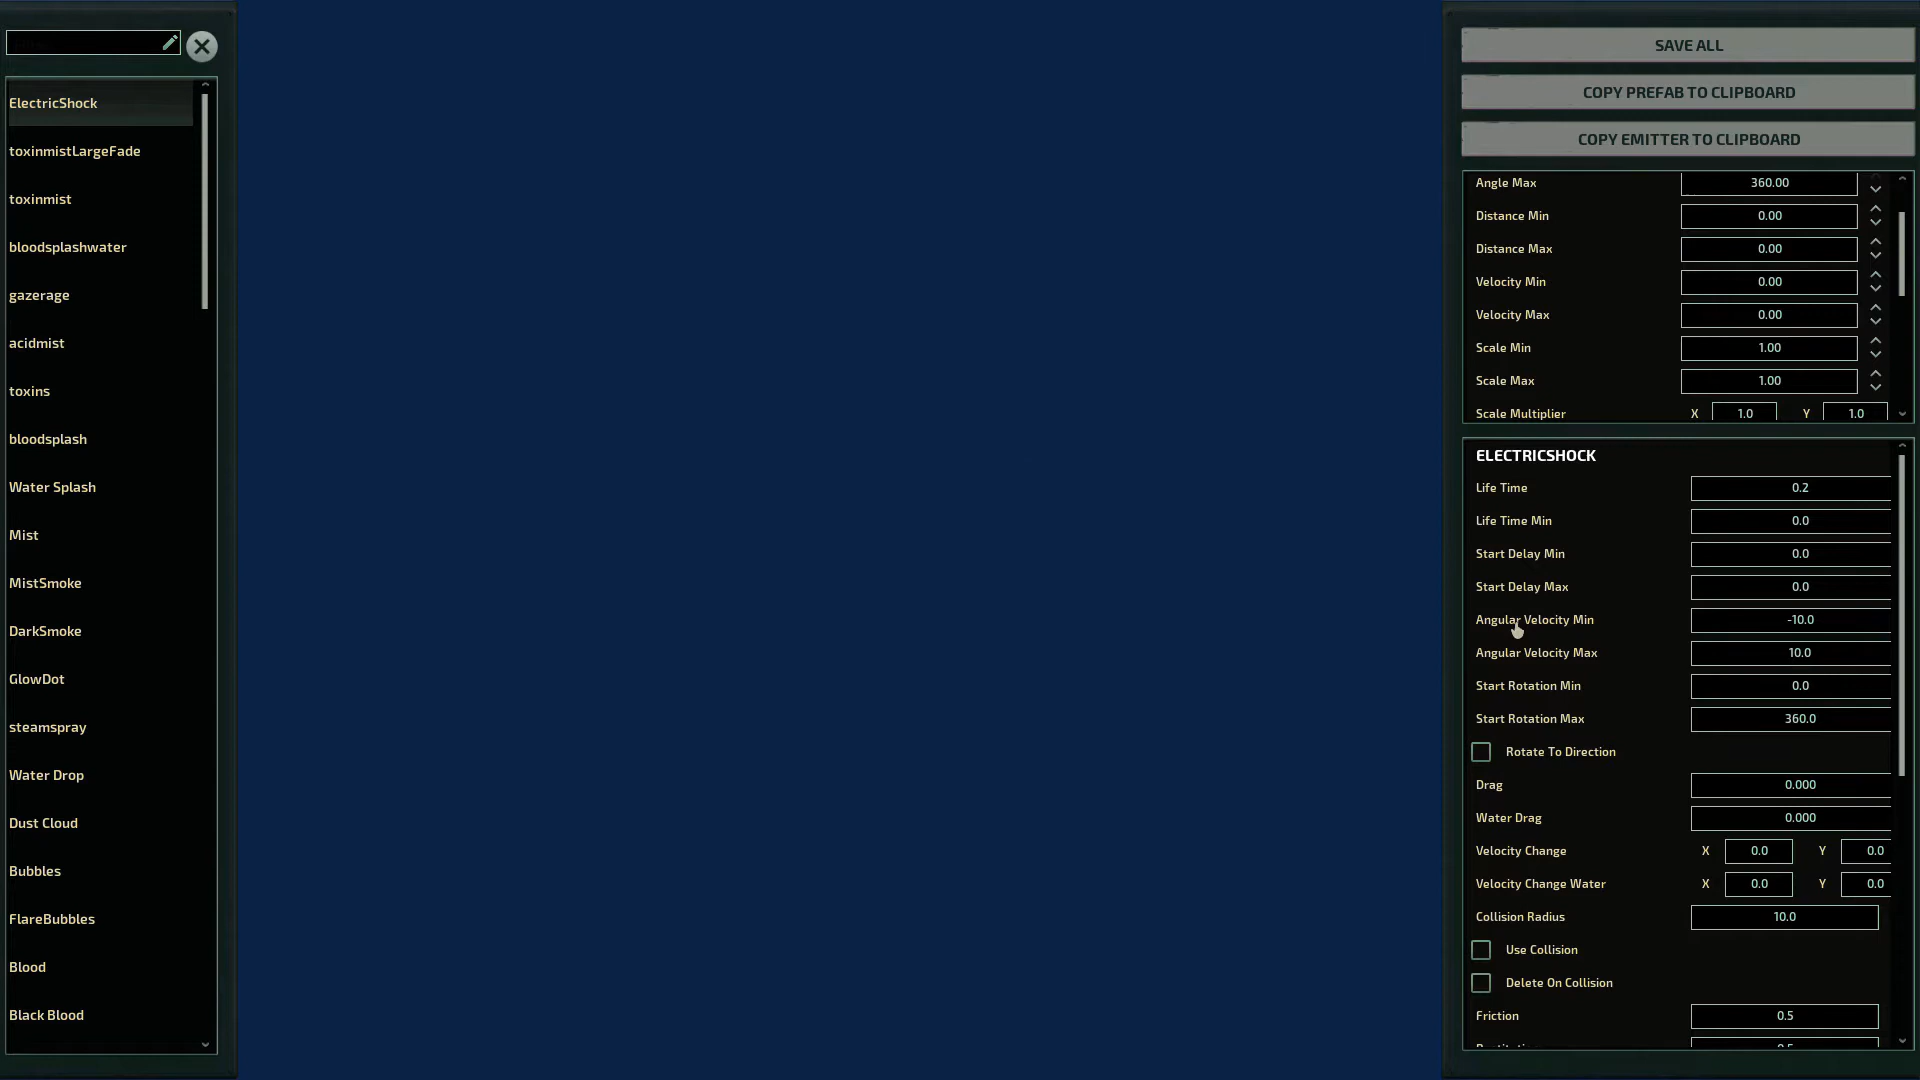 ElectricShock
toxinmistLargeFade
toxinmist
bloodsplashwater
gazerage
acidmist
toxins
bloodsplash
Water Splash
Mist
MistSmoke
DarkSmoke
GlowDot
steamspray
Water Drop
Dust Cloud
Bubbles
FlareBubbles
Blood
Black Blood
SAVE ALL
COPY PREFAB TO CLIPBOARD
COPY EMITTER TO CLIPBOARD
Angle Max 360.00
Distance Min 0.00
Distance Max 0.00
Velocity Min 0.00
Velocity Max 0.00
Scale Min 1.00
Scale Max 1.00
Scale Multiplier X 1.0 Y 1.0
ELECTRICSHOCK
Life Time 0.2
Life Time Min 0.0
Start Delay Min 0.0
Start Delay Max 0.0
Angular Velocity Min -10.0
Angular Velocity Max 10.0
Start Rotation Min 0.0
Start Rotation Max 360.0
Rotate To Direction
Drag 0.000
Water Drag 0.000
Velocity Change X 0.0 Y 0.0
Velocity Change Water X 0.0 Y 0.0
Collision Radius 10.0
Use Collision
Delete On Collision
Friction 0.5